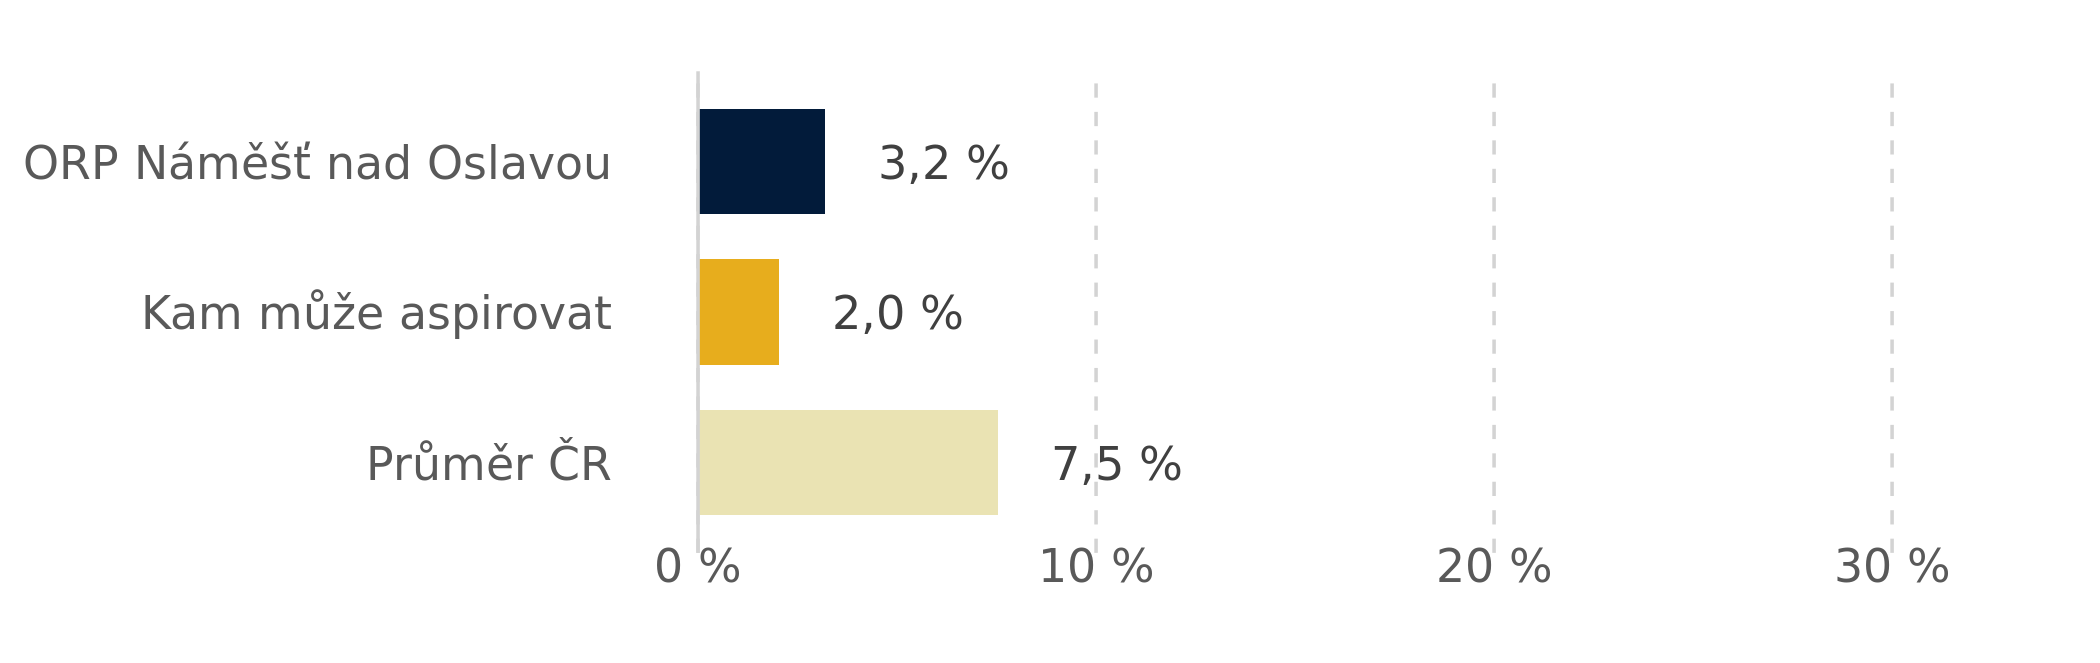 ORP Náměšť nad Oslavou
3,2 %
Kam může aspirovat
2,0 %
Průměr ČR
7,5 %
0 %
10 %
20 %
30 %